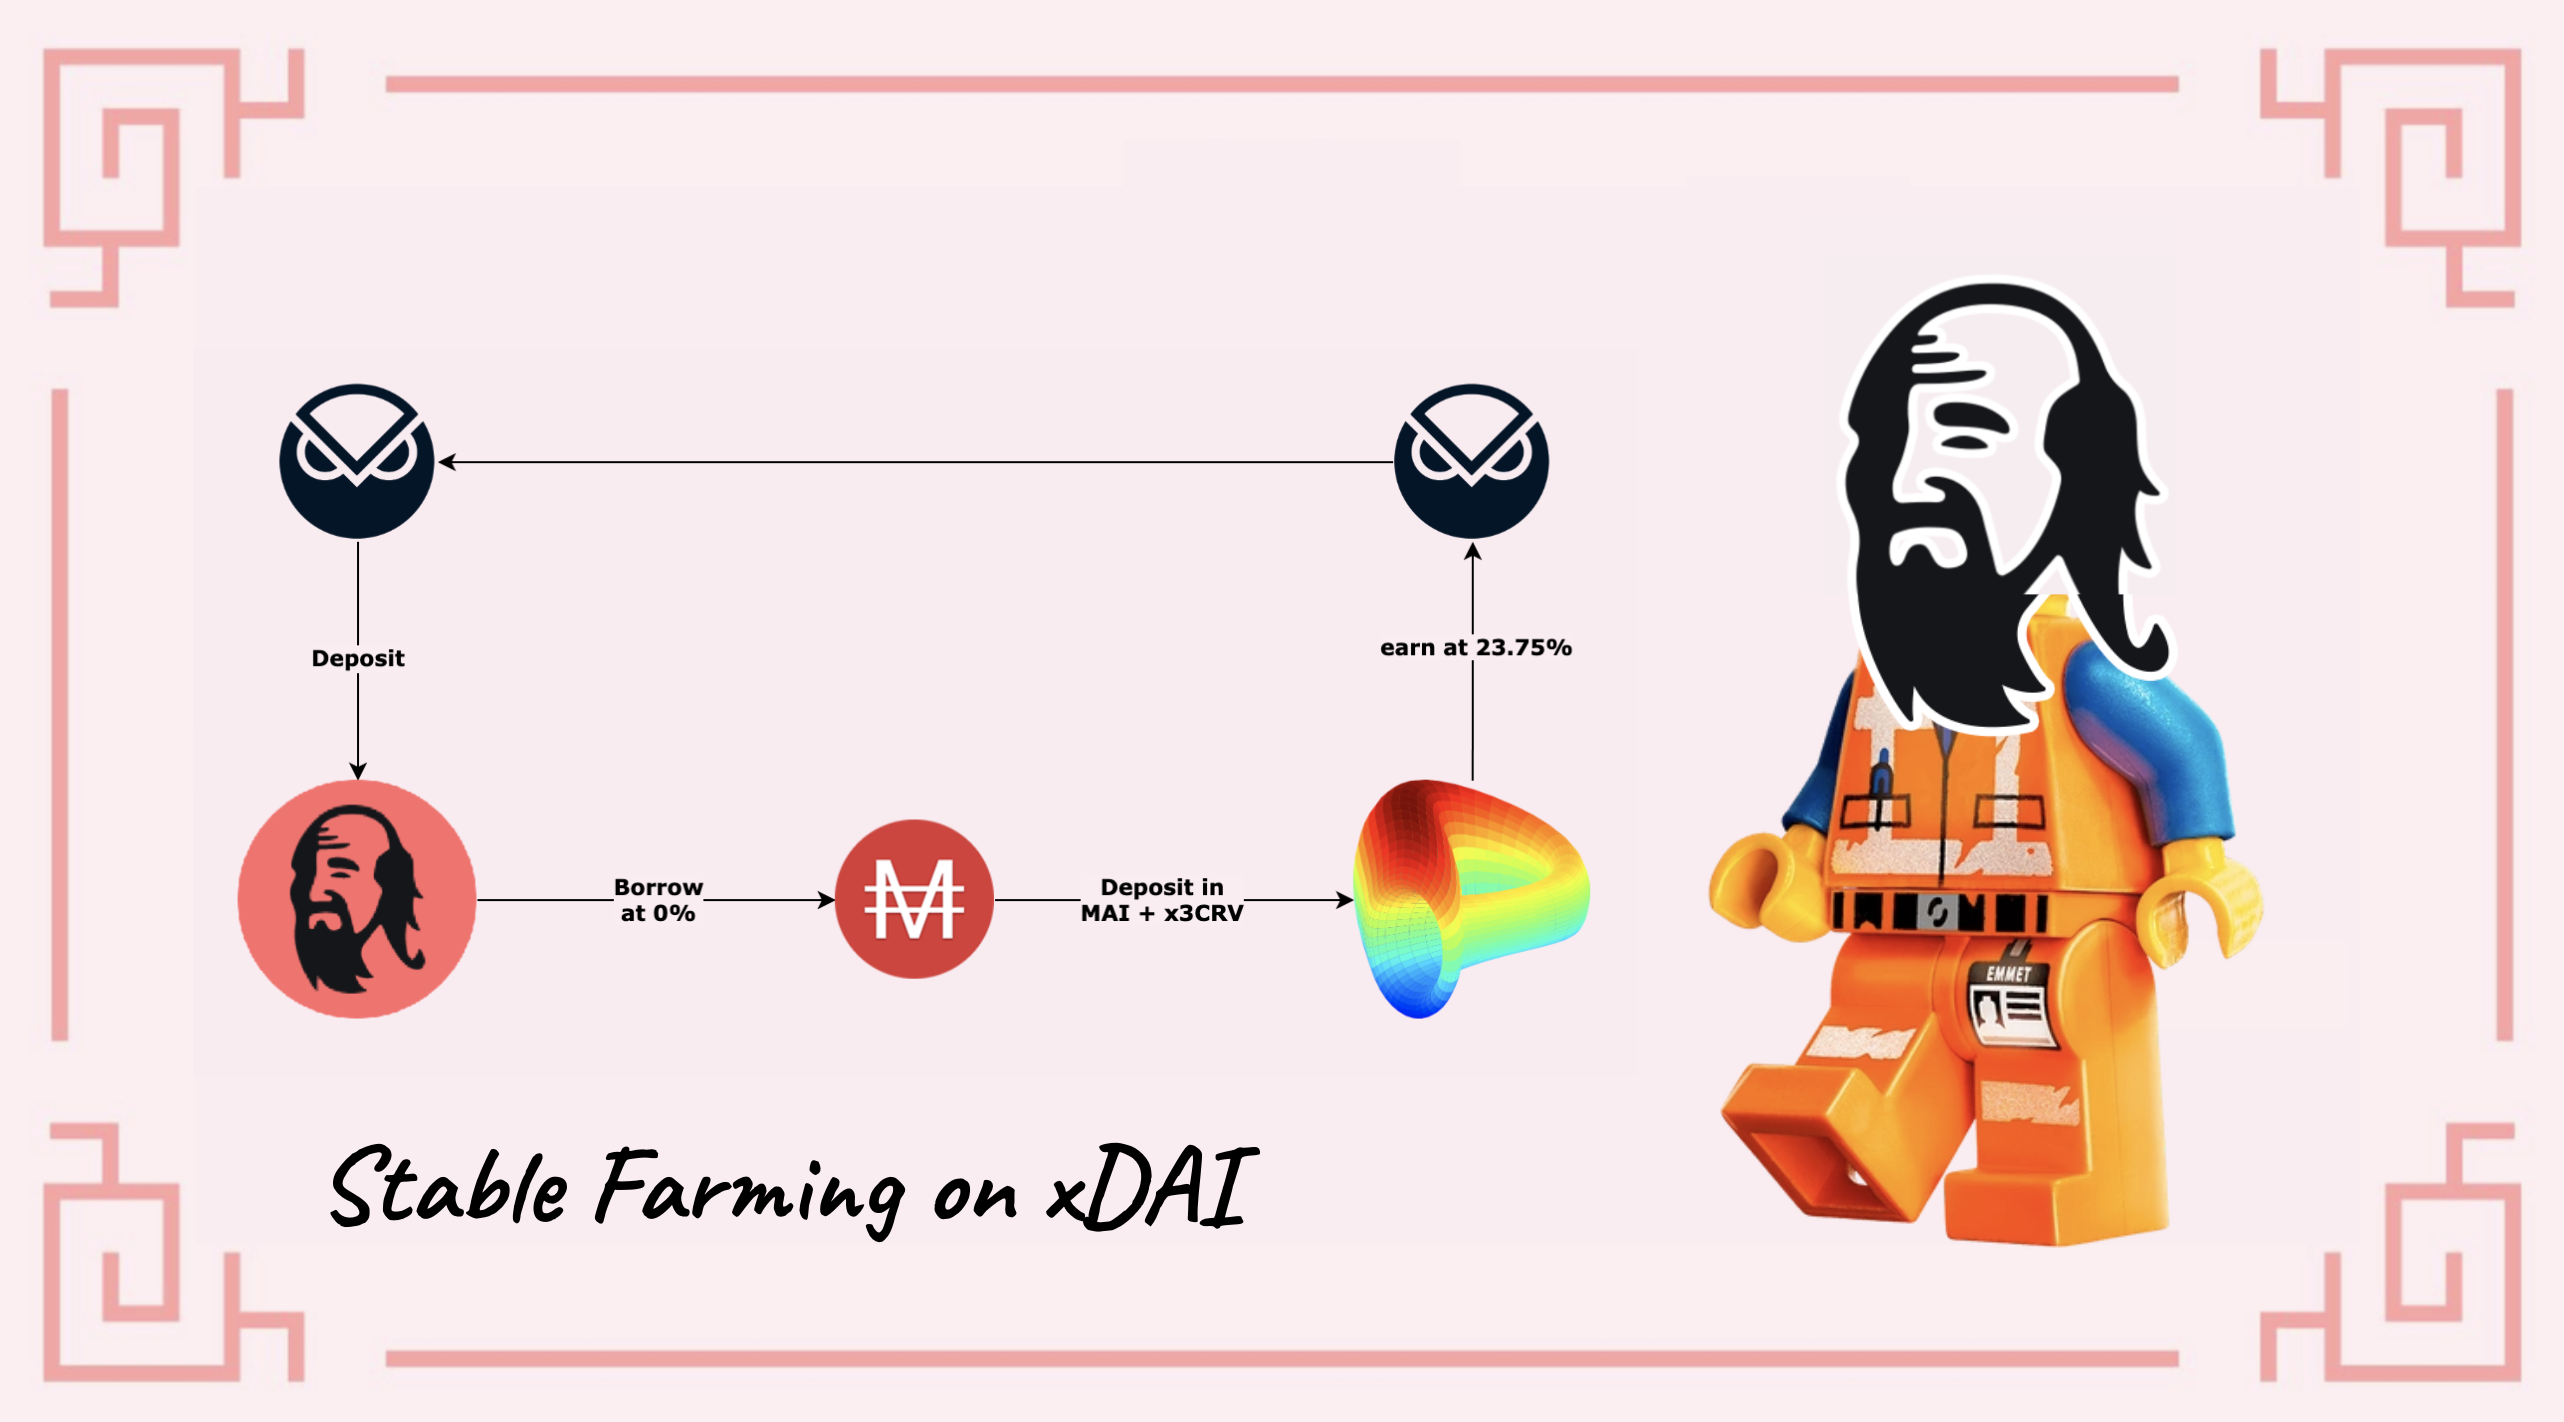 Deposit
earn at 23.75%
Borrow
at 0%
Deposit in
MAI + x3CRV
EMMET
Stable Farming on xDAI